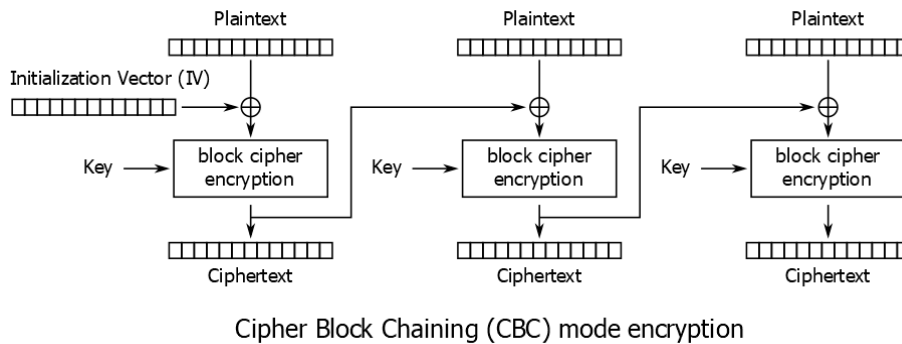 Plaintext
Plaintext
Plaintext
Initialization Vector (IV)
Key
block cipher
encryption
Key
block cipher
encryption
Key
block cipher
encryption
Ciphertext
Ciphertext
Ciphertext
Cipher Block Chaining (CBC) mode encryption